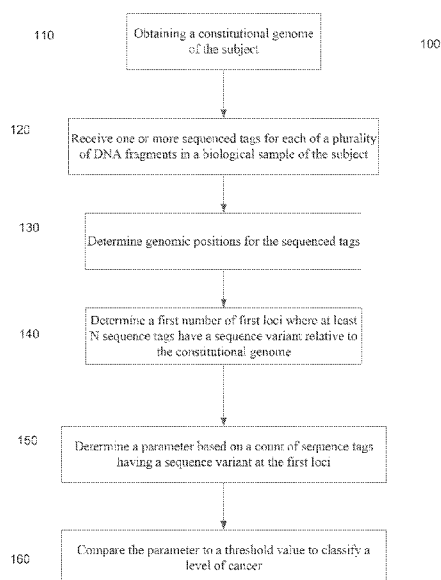 110
Obtaining a constitutional genome
of the subject
100
120
Receive one or more sequenced tags for each of a plurality
of DNA fragments in a biological sample of the subject
130
Determine genomic positions for the sequenced tags
140
Determine a first number of first loci where at least
N sequence tags have a sequence variant relative to
the constitutional genome
150
Determine a parameter based on a count of sequence tags
having a sequence variant at the first loci
160
Compare the parameter to a threshold value to classify a
level of cancer